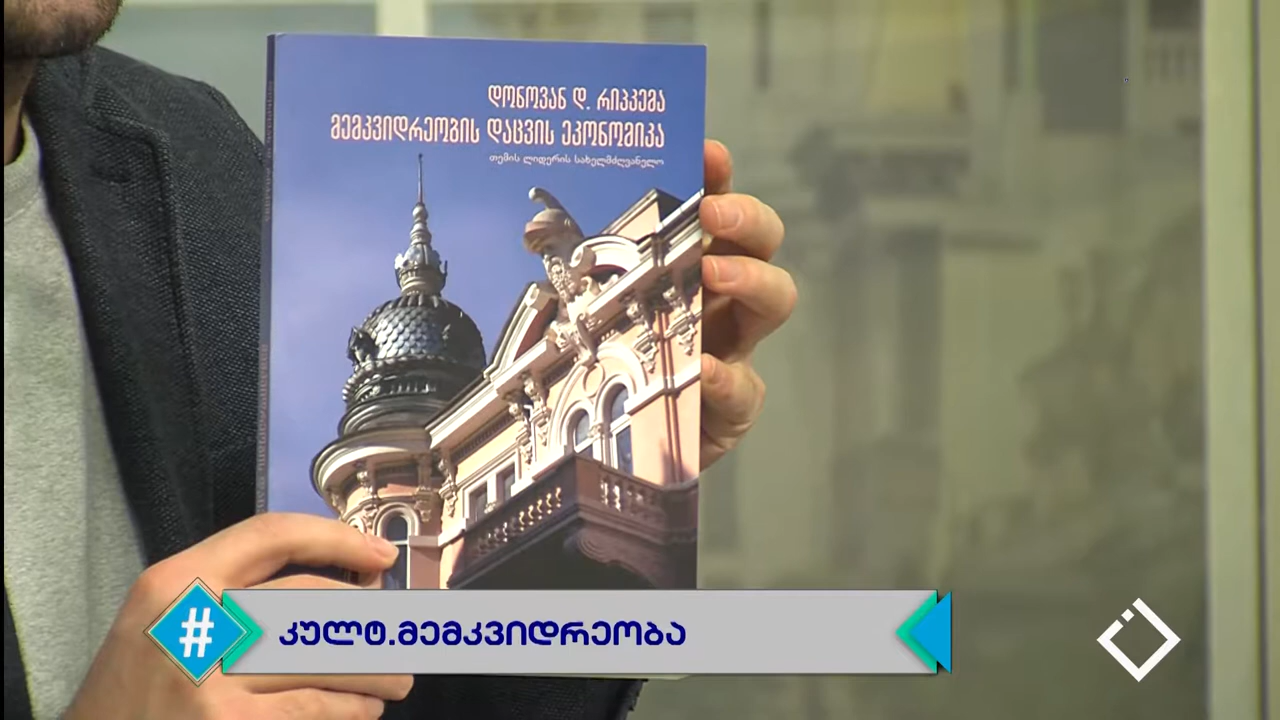 დონოვან დ. რიპკემა
მემკვიდრეობის დაცვის ეკონომიკა
თემის ლიდერის სახელმძღვანელო
# კულტ.მემკვიდრეობა